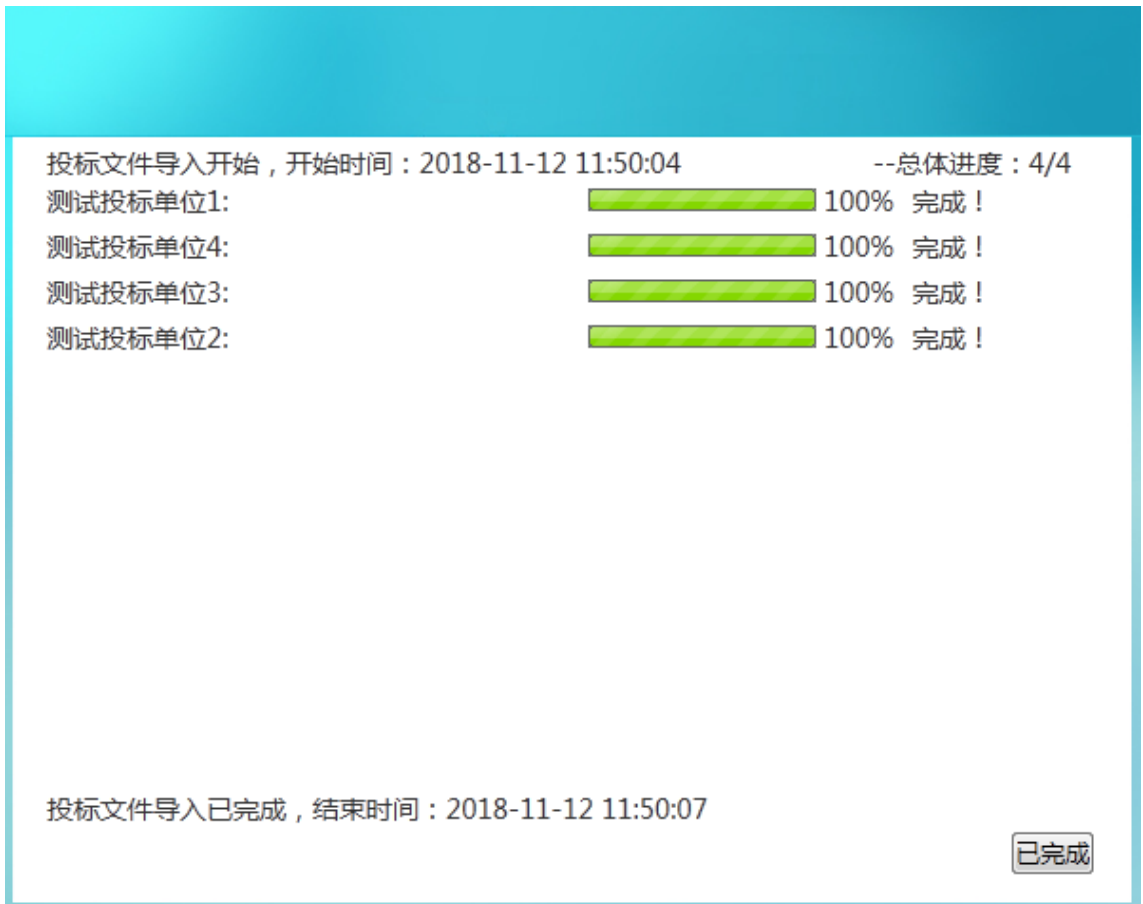 投标文件导入开始，开始时间：2018-11-12 11:50:04 --总体进度：4/4
测试投标单位1: 100% 完成！
测试投标单位4: 100% 完成！
测试投标单位3: 100% 完成！
测试投标单位2: 100% 完成！
投标文件导入已完成，结束时间：2018-11-12 11:50:07
已完成